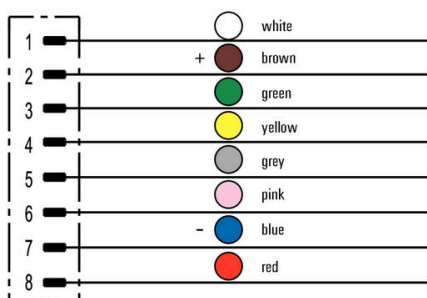 white
1
+ brown
2
green
3
yellow
4
grey
5
pink
6
- blue
7
red
8